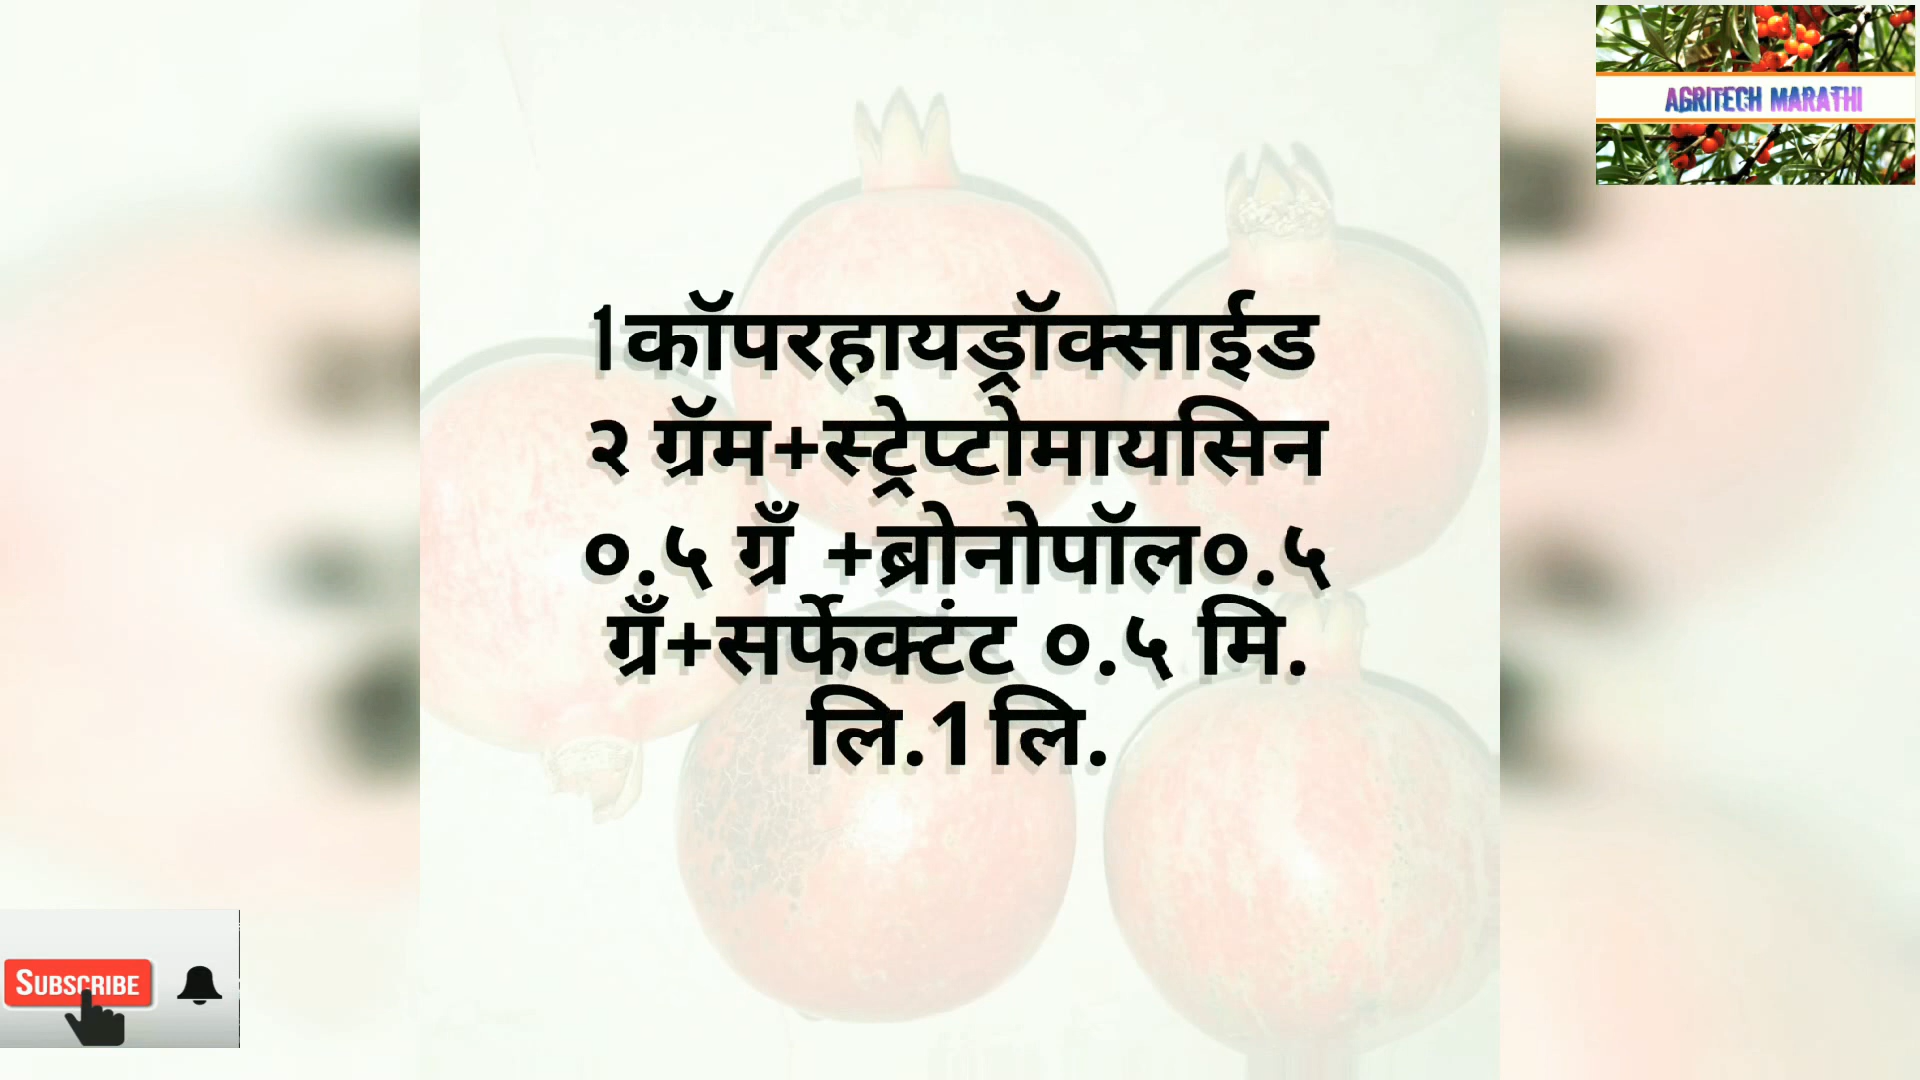 AGRITECH MARATHI
1कॉपरहायड्रॉक्साईड
२ ग्रॅम+स्ट्रेप्टोमायसिन
०.५ ग्रँ +ब्रोनोपॉल०.५
ग्रँ+सर्फेक्टंट ०.५ मि.
लि.1 लि.
SUBSCRIBE